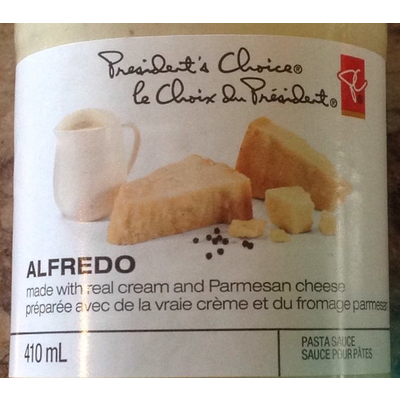 President's Choice®
le Choix du Président®
PC
ALFREDO
made with real cream and Parmesan cheese
préparée avec de la vraie crème et du fromage parmesan
410 mL
PASTA SAUCE
SAUCE POUR PÂTES